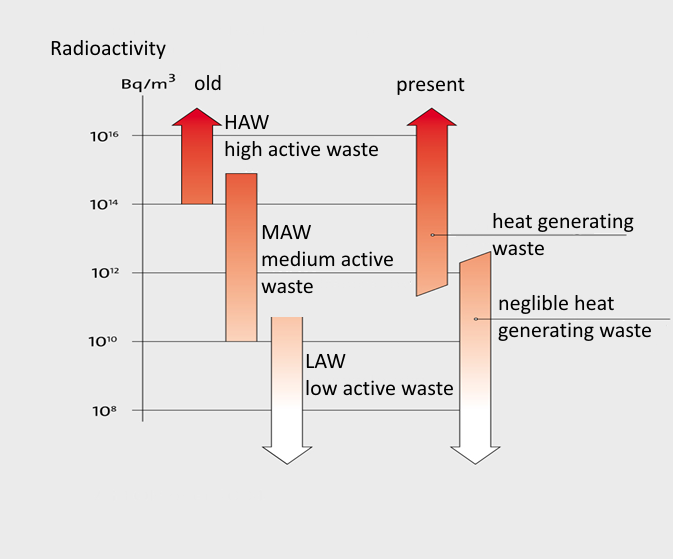 Radioactivity
Bq/m³ old present
10¹⁶
HAW
high active waste
10¹⁴
MAW
medium active
waste
heat generating
waste
10¹²
neglible heat
generating waste
10¹⁰
LAW
low active waste
10⁸